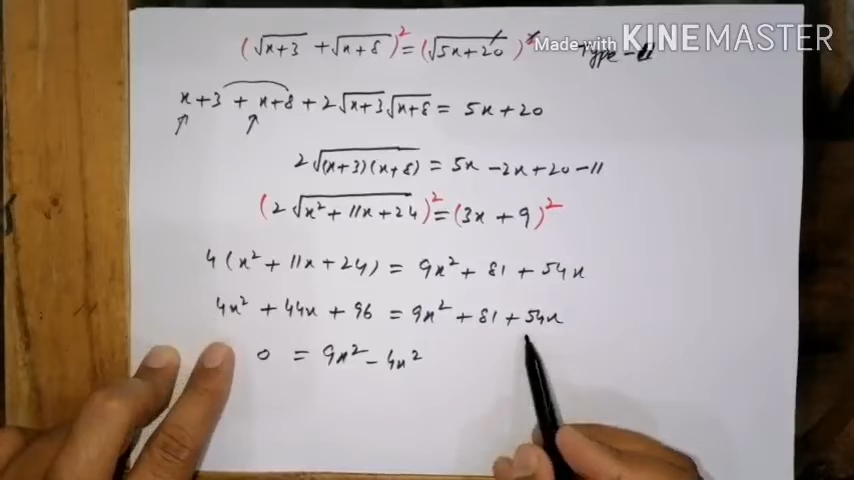 (√x+3 + √x+8)² = (√5x+20)² Type-
Made with KINEMASTER
x+3 + x+8 + 2√x+3 √x+8 = 5x+20
2√(x+3)(x+8) = 5x - 2x + 20 - 11
(2√x² + 11x + 24)² = (3x + 9)²
4(x² + 11x + 24) = 9x² + 81 + 54x
4x² + 44x + 96 = 9x² + 81 + 54x
0 = 9x² - 4x²